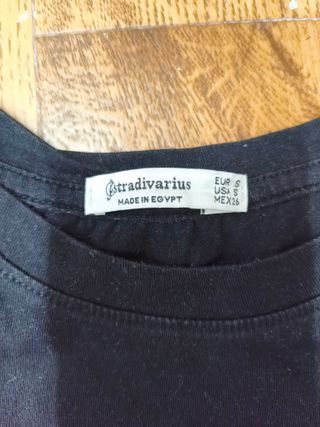 stradivarius
MADE IN EGYPT
EUR S
USA S
MEX 26